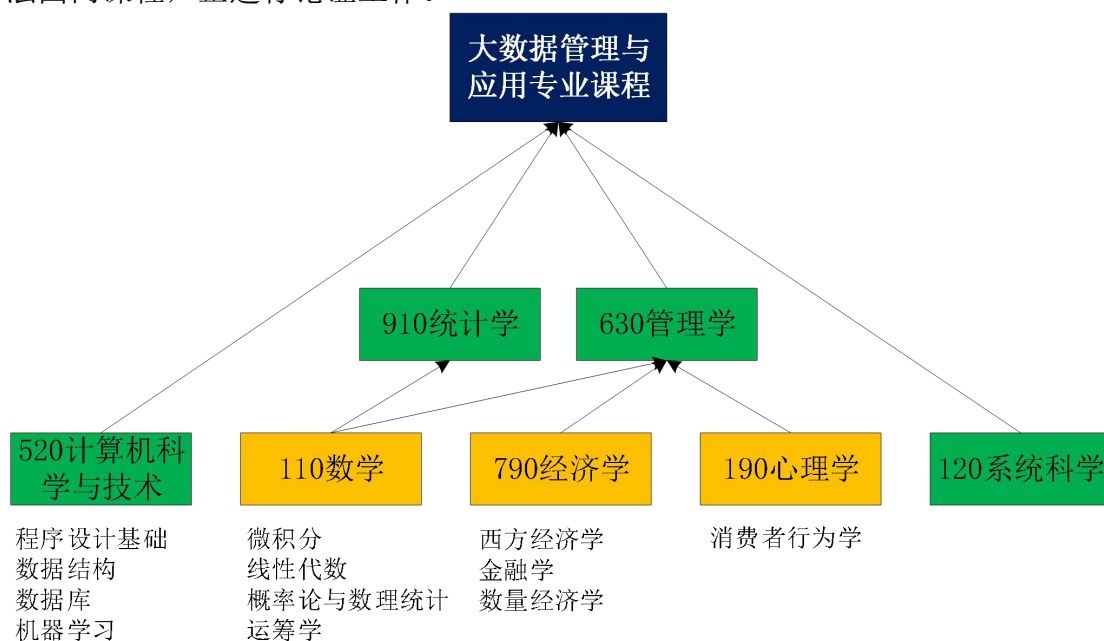 大数据管理与
应用专业课程
910统计学
630管理学
520计算机科
学与技术
110数学
790经济学
190心理学
120系统科学
程序设计基础
数据结构
数据库
机器学习
微积分
线性代数
概率论与数理统计
运筹学
西方经济学
金融学
数量经济学
消费者行为学